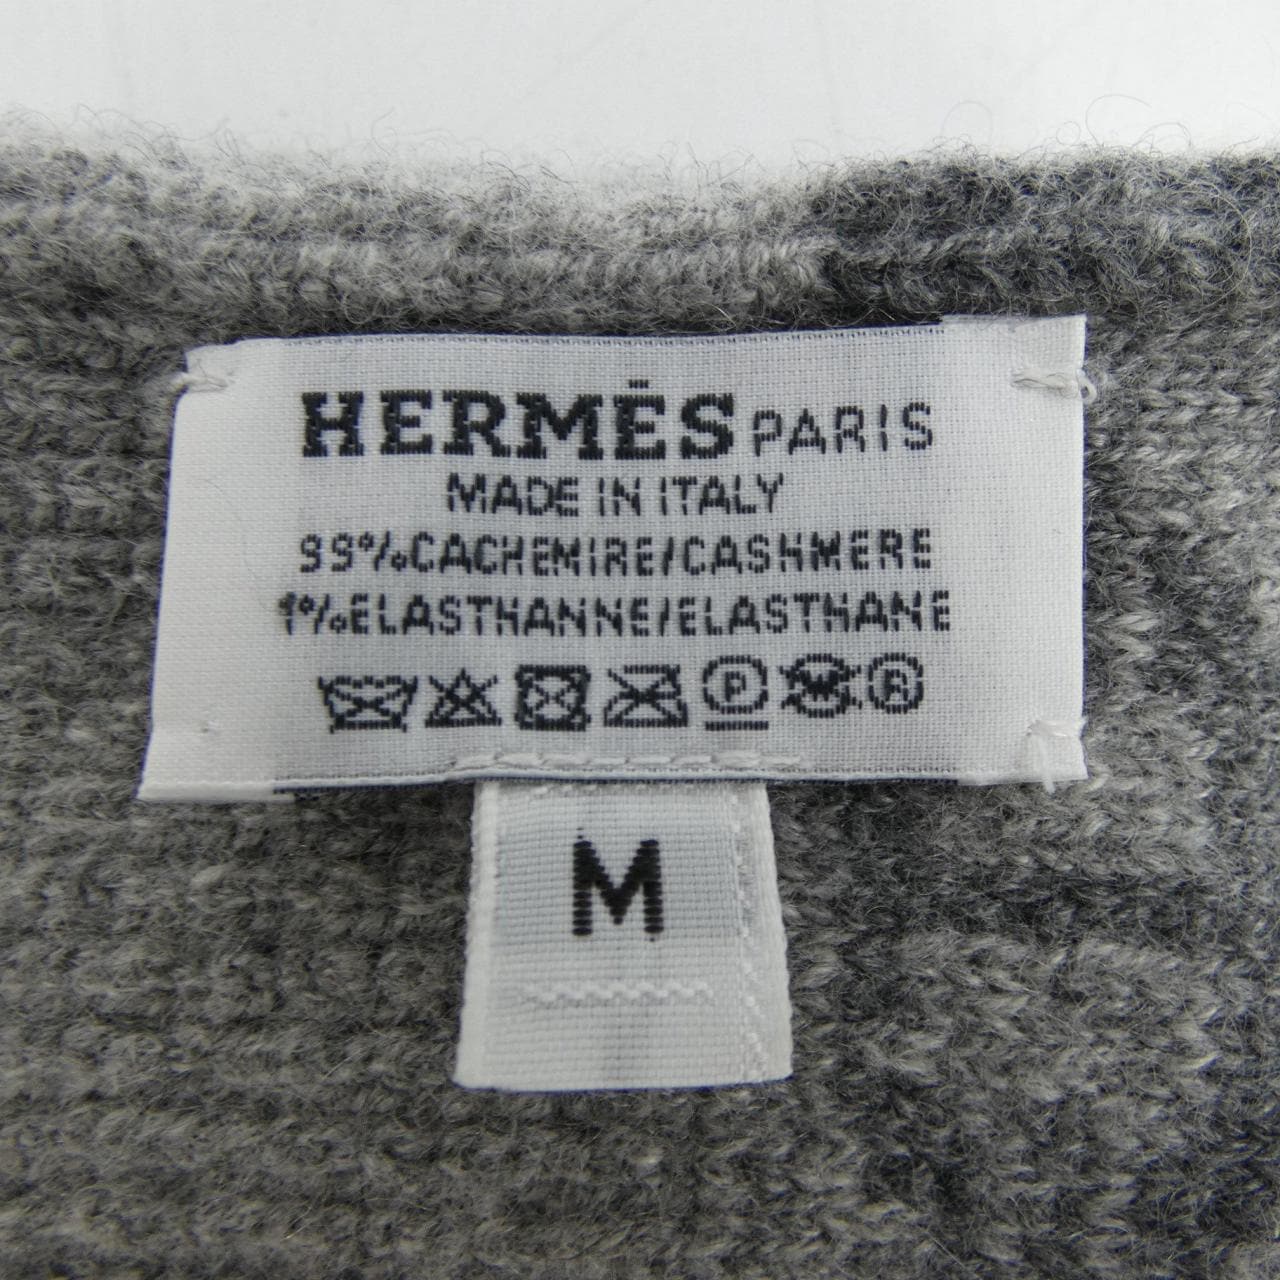 HERMÈS PARIS
MADE IN ITALY
99%CACHEMIRE/CASHMERE
1%ELASTHANNE/ELASTHANE
P W R
M